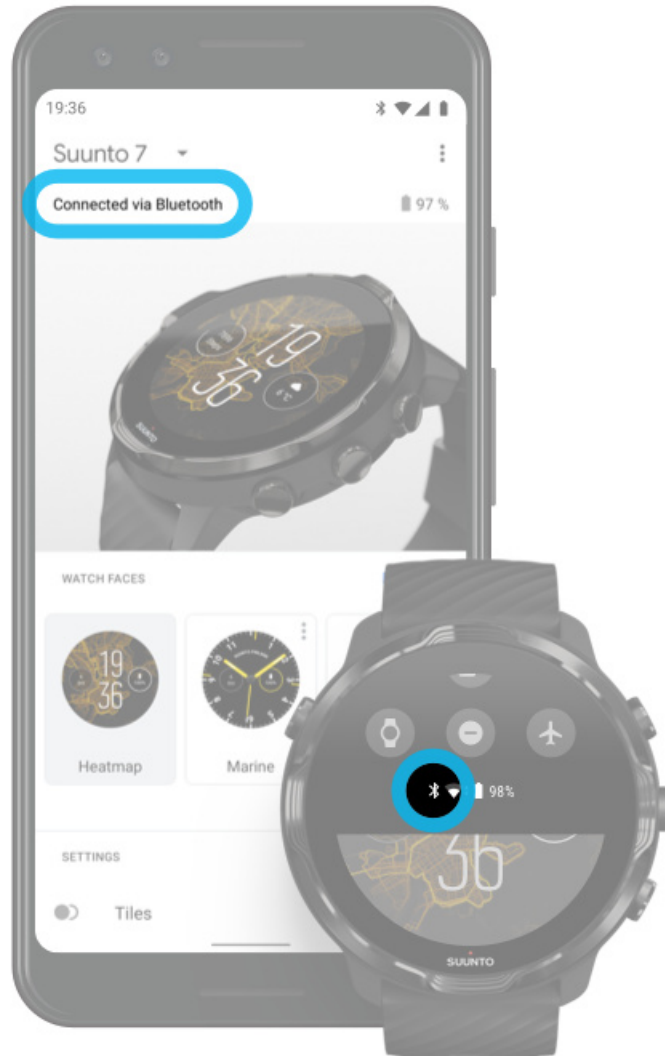 19:36
Suunto 7
Connected via Bluetooth
97 %
19
36
SUUNTO
WATCH FACES
19
36
Heatmap
Marine
SETTINGS
Tiles
98%
36
SUUNTO